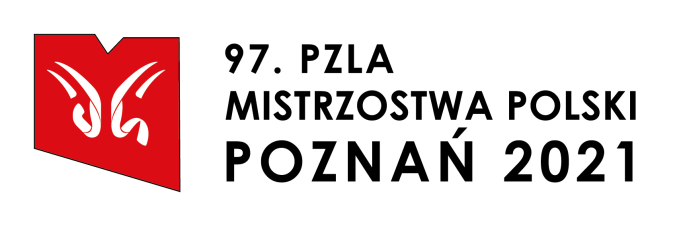 97. PZLA
MISTRZOSTWA POLSKI
POZNAŃ 2021